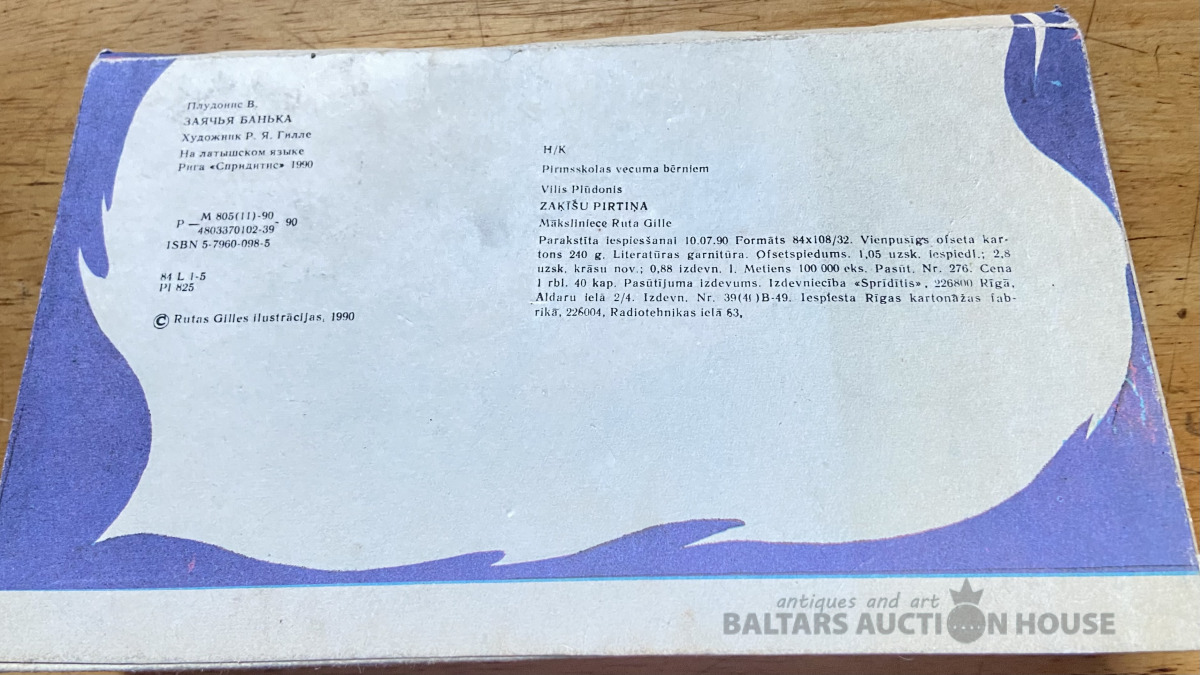 Плудонис В.
ЗАЯЧЬЯ БАНЬКА
Художник Р. Я. Гилле
На латышском языке
Рига «Спридитис» 1990
Р — М 805(11)-90 / 4803370102-39 - 90
ISBN 5-7960-098-5
84 L 1-5
Pl 825
© Rutas Gilles ilustrācijas, 1990
H/K
Pirmsskolas vecuma bērniem
Vilis Plūdonis
ZAĶĪŠU PIRTIŅA
Māksliniece Ruta Gille
Parakstīta iespiešanai 10.07.90 Formāts 84x108/32. Vienpusīgs ofseta kar-
tons 240 g. Literatūras garnitūra. Ofsetspiedums. 1,05 uzsk. iespiedl.; 2,8
uzsk. krāsu nov.; 0,88 izdevn. l. Metiens 100 000 eks. Pasūt. Nr. 276. Cena
1 rbl. 40 kap. Pasūtījuma izdevums. Izdevniecība «Sprīdītis», 226800 Rīgā,
Aldaru ielā 2/4. Izdevn. Nr. B-49. Iespiesta Rīgas kartonāžas fab-
rikā, 226004, Radiotehnikas ielā 63,
antiques and art
BALTARS AUCTION HOUSE